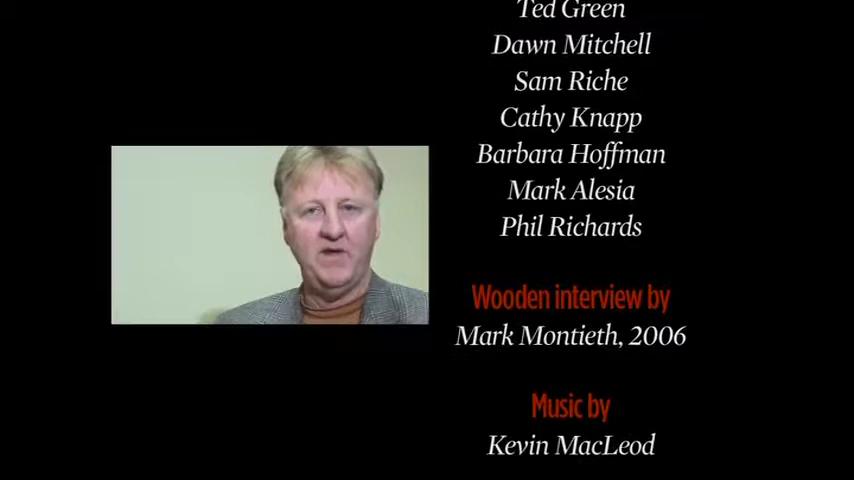 Ted Green
Dawn Mitchell
Sam Riche
Cathy Knapp
Barbara Hoffman
Mark Alesia
Phil Richards
Wooden interview by
Mark Montieth, 2006
Music by
Kevin MacLeod